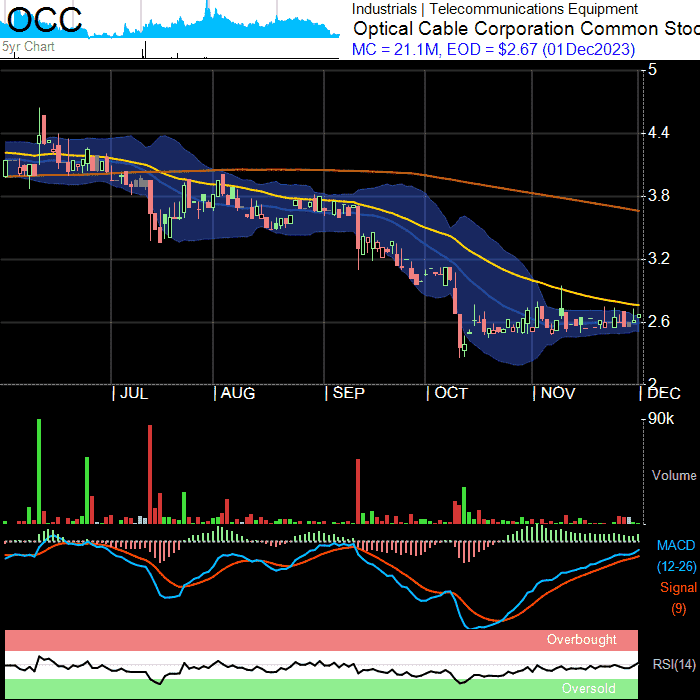 OCC
5yr Chart
Industrials | Telecommunications Equipment
Optical Cable Corporation Common Stoc
MC = 21.1M, EOD = $2.67 (01Dec2023)
5
4.4
3.8
3.2
2.6
2
| JUL | AUG | SEP | OCT | NOV | DEC
90k
Volume
MACD
(12-26)
Signal
(9)
Overbought
RSI(14)
Oversold